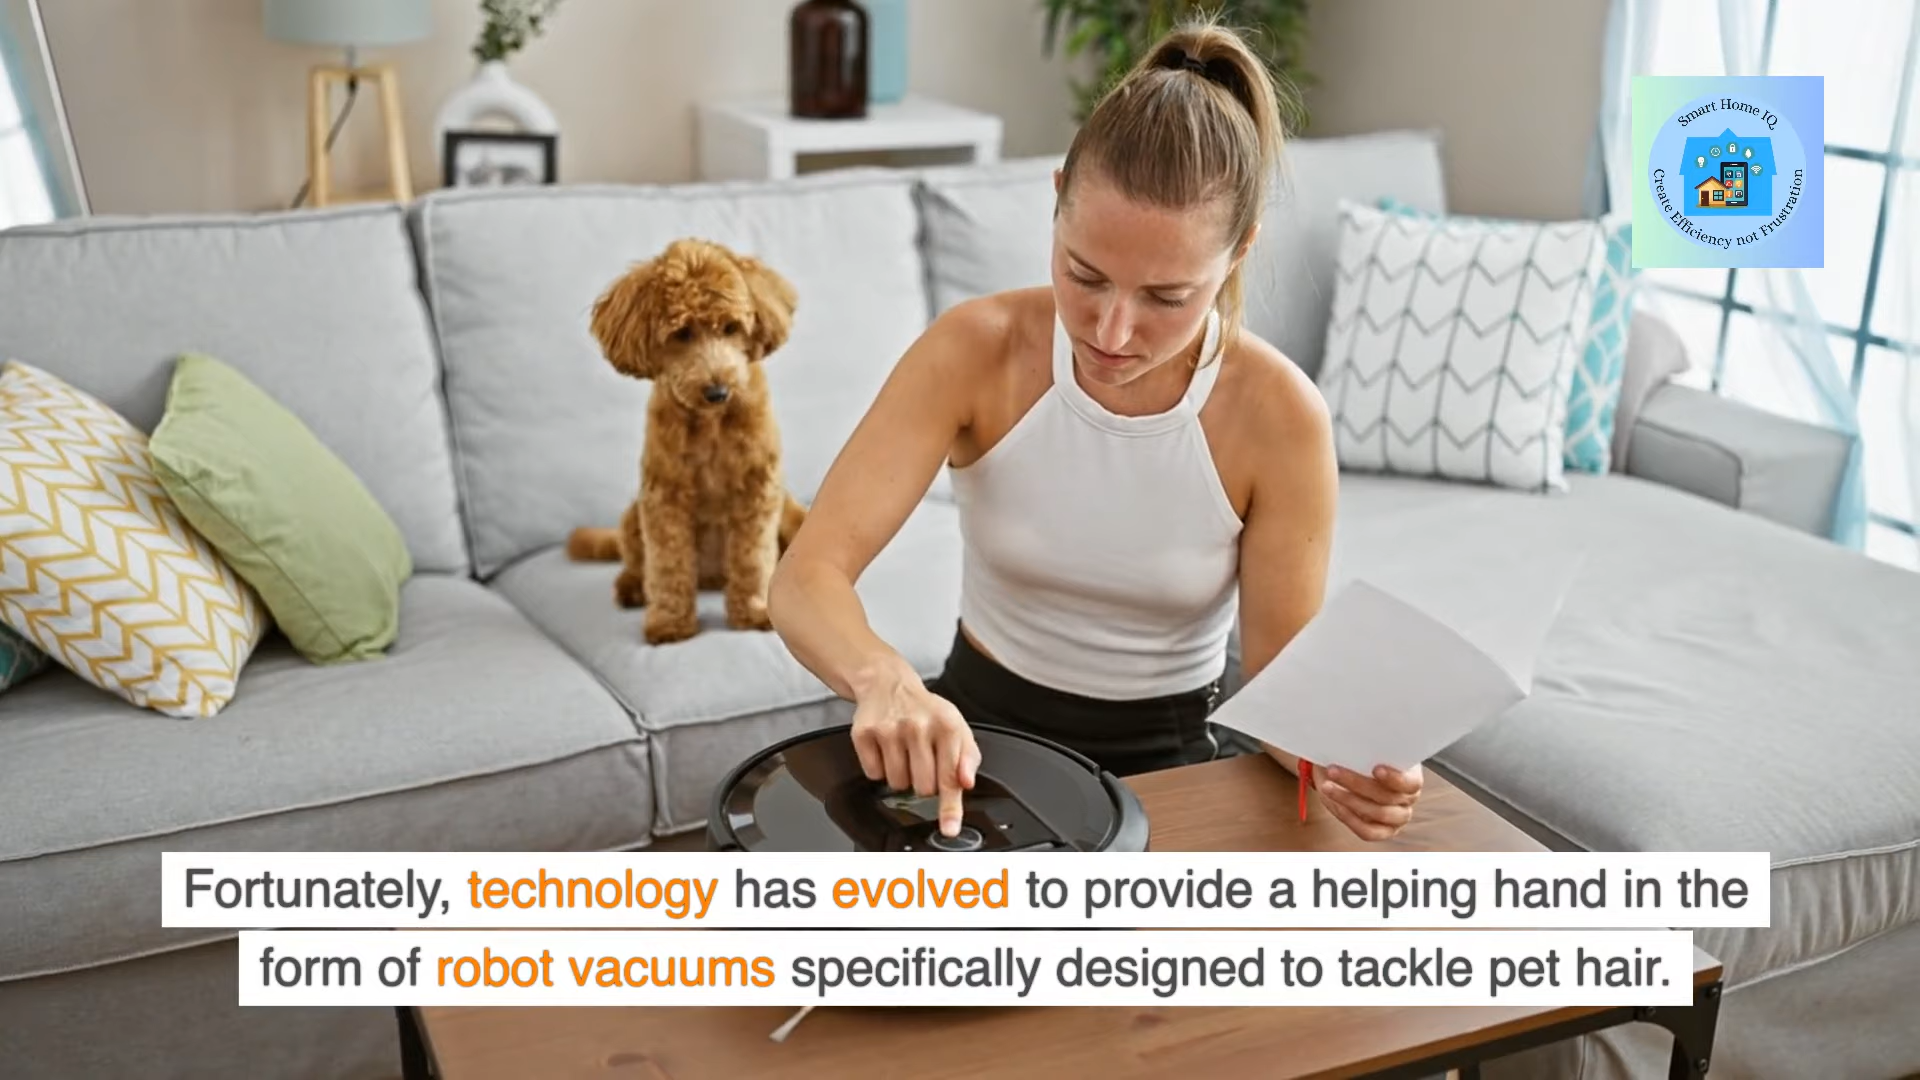 Smart Home IQ
Create Efficiency not Frustration
Fortunately, technology has evolved to provide a helping hand in the
form of robot vacuums specifically designed to tackle pet hair.